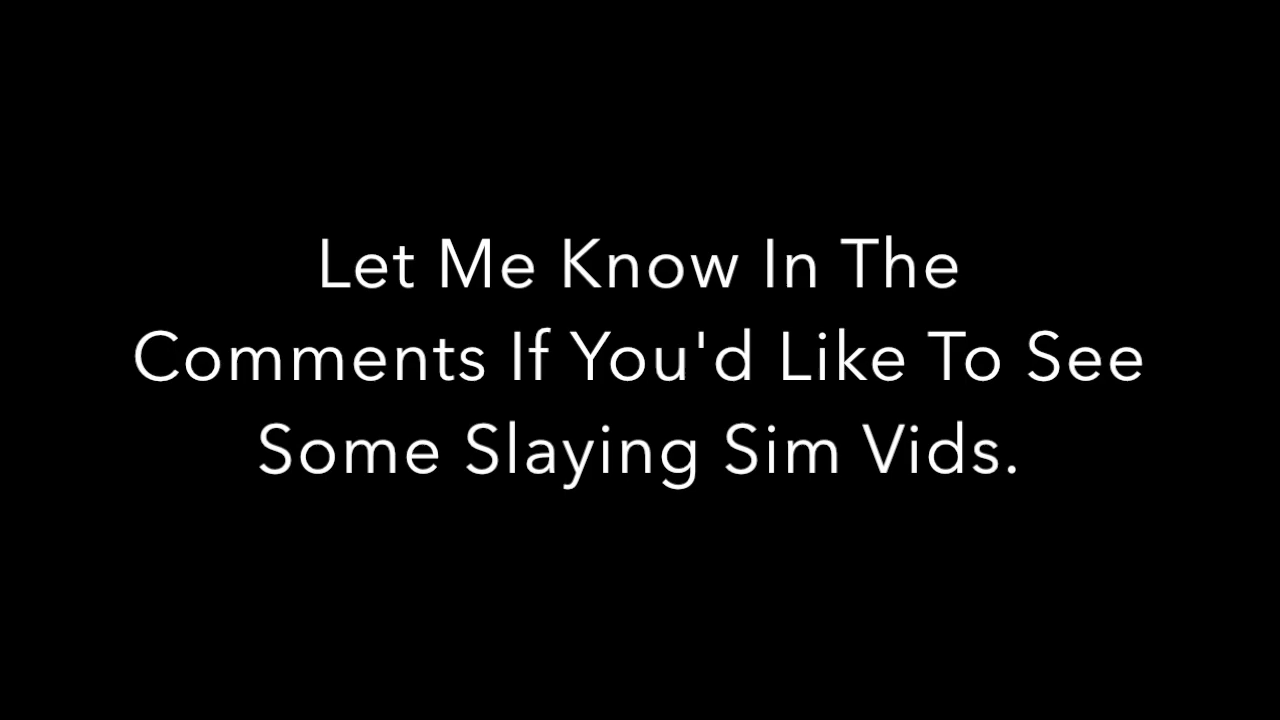 Let Me Know In The
Comments If You'd Like To See
Some Slaying Sim Vids.